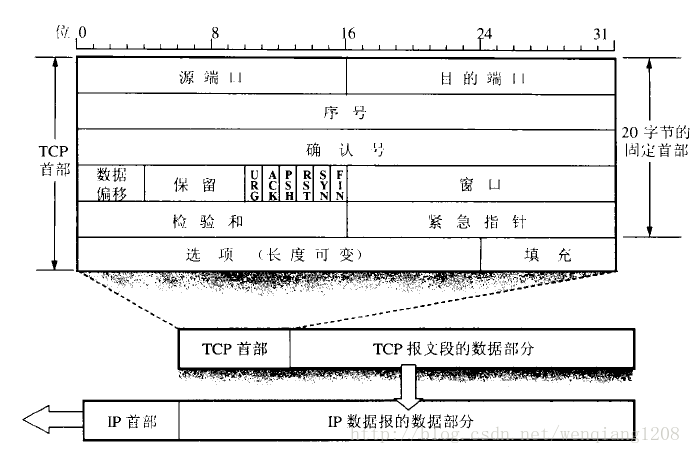 位 0 8 16 24 31
源端口 目的端口
序号
确认号
TCP
首部
20 字节的
固定首部
数据
偏移
保留
URG
ACK
PSH
RST
SYN
FIN
窗口
检验和 紧急指针
选项 (长度可变) 填充
TCP 首部 TCP 报文段的数据部分
IP 首部 IP 数据报的数据部分
http://blog.csdn.net/wenqiang1208